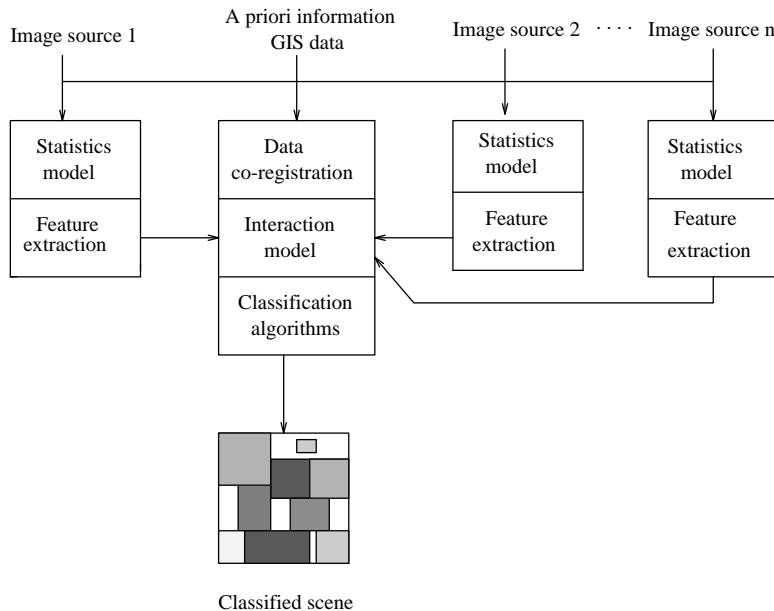 Image source 1
A priori information
GIS data
Image source 2 · · · · Image source n
Statistics
model
Feature
extraction
Data
co-registration
Interaction
model
Classification
algorithms
Statistics
model
Feature
extraction
Statistics
model
Feature
extraction
Classified scene